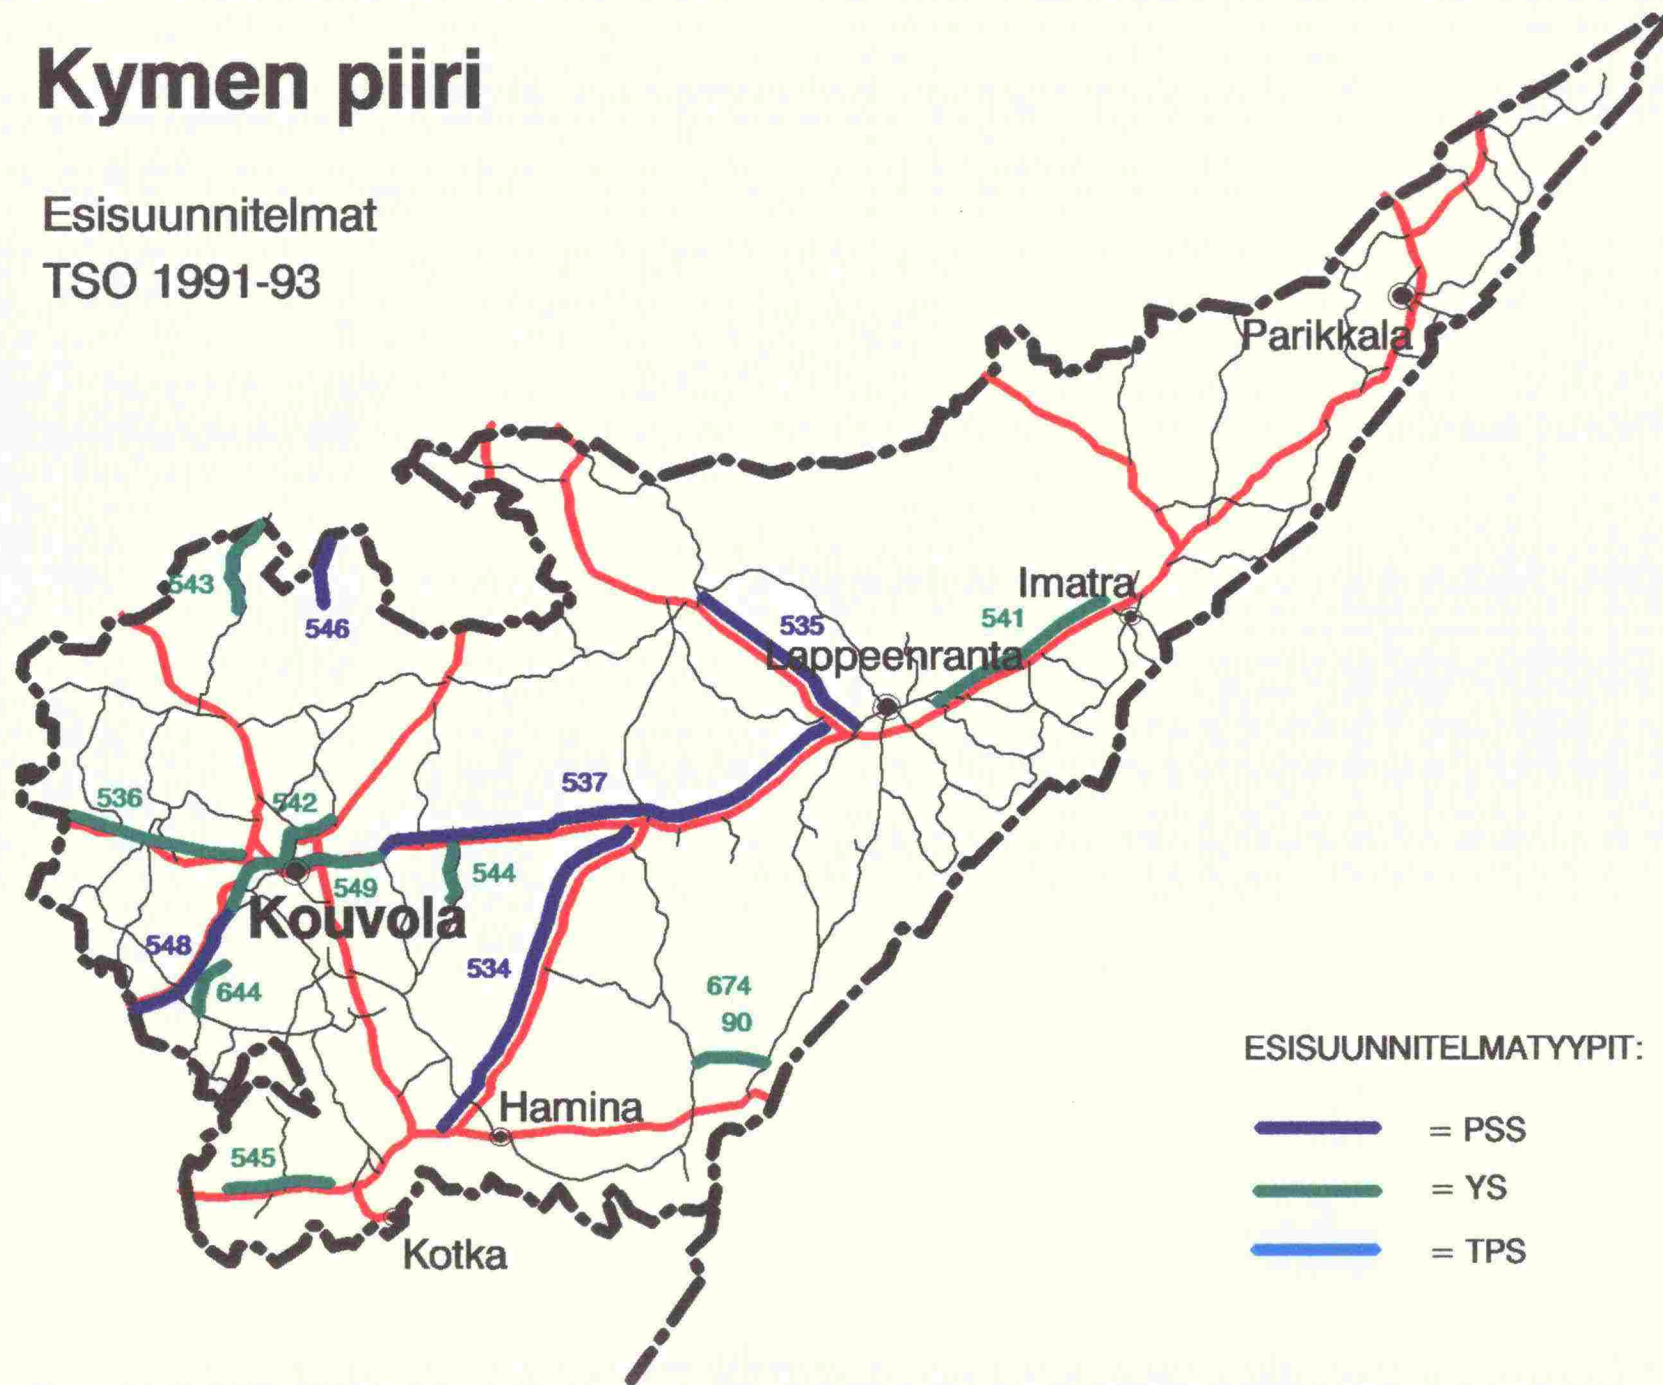 Kymen piiri
Esisuunnitelmat
TSO 1991-93
Parikkala
543
546
Imatra
535
541
Lappeenranta
537
536
542
544
549
Kouvola
548
534
644
674
90
ESISUUNNITELMATYYPIT:
Hamina
= PSS
545
= YS
Kotka
= TPS